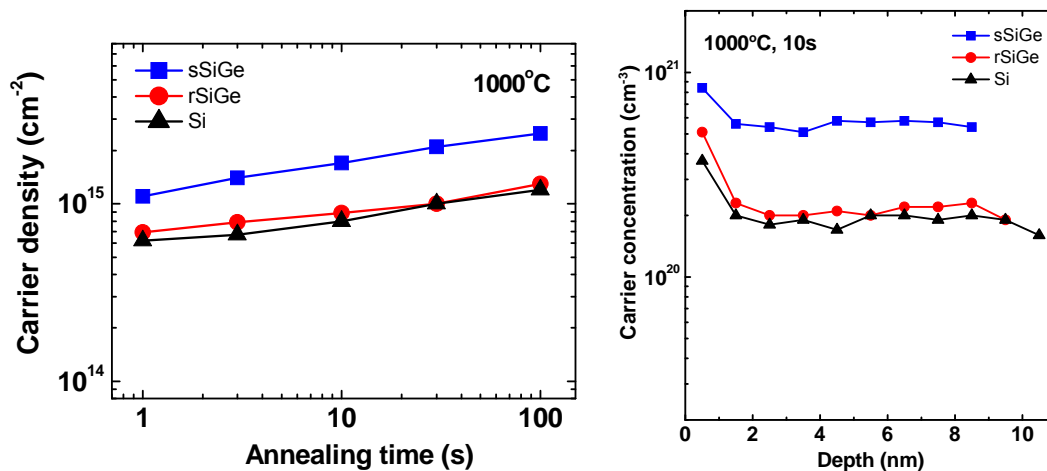 sSiGe
rSiGe
Si
1000°C
10¹⁵
10¹⁴
Carrier density (cm⁻²)
1 10 100
Annealing time (s)
1000°C, 10s
sSiGe
rSiGe
Si
10²¹
10²⁰
Carrier concentration (cm⁻³)
0 2 4 6 8 10
Depth (nm)